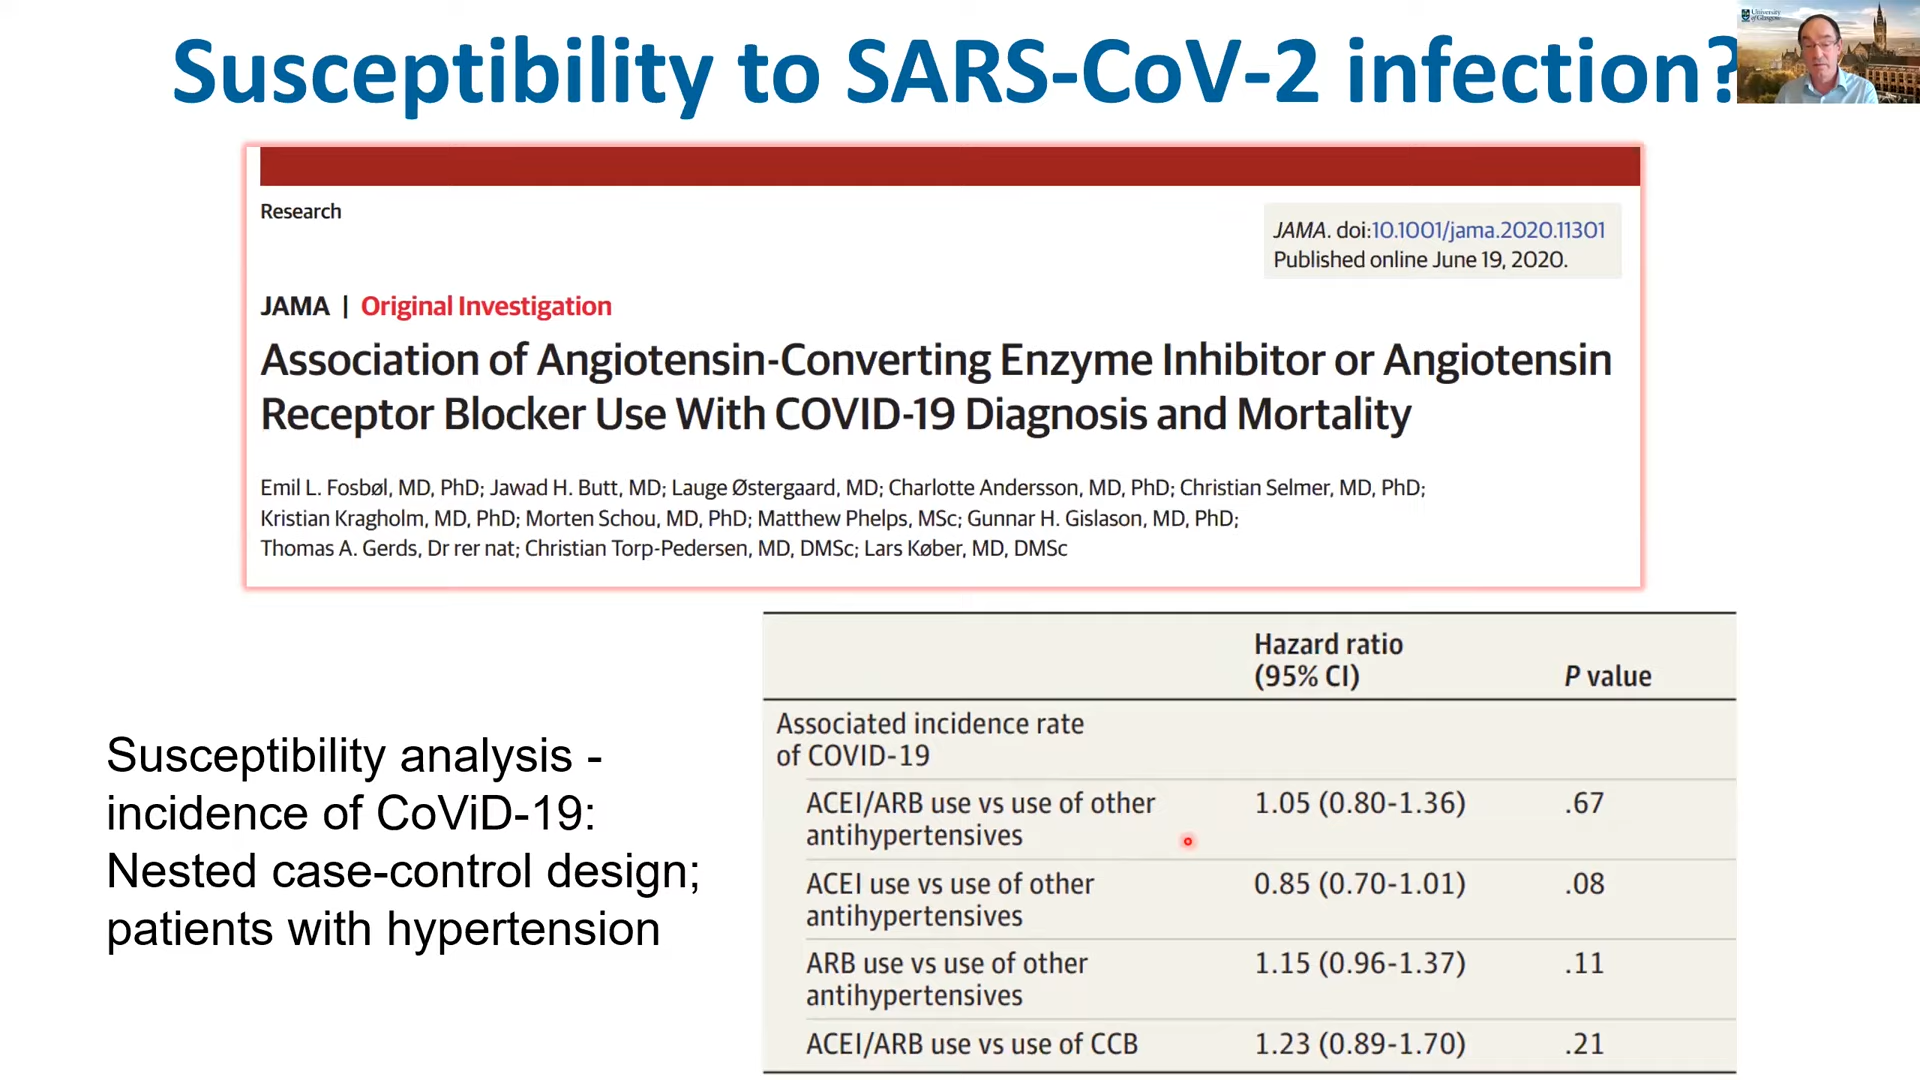 Susceptibility to SARS-CoV-2 infection?
University
of Glasgow
Research
JAMA. doi:10.1001/jama.2020.11301
Published online June 19, 2020.
JAMA | Original Investigation
Association of Angiotensin-Converting Enzyme Inhibitor or Angiotensin
Receptor Blocker Use With COVID-19 Diagnosis and Mortality
Emil L. Fosbøl, MD, PhD; Jawad H. Butt, MD; Lauge Østergaard, MD; Charlotte Andersson, MD, PhD; Christian Selmer, MD, PhD;
Kristian Kragholm, MD, PhD; Morten Schou, MD, PhD; Matthew Phelps, MSc; Gunnar H. Gislason, MD, PhD;
Thomas A. Gerds, Dr rer nat; Christian Torp-Pedersen, MD, DMSc; Lars Køber, MD, DMSc
Susceptibility analysis -
incidence of CoViD-19:
Nested case-control design;
patients with hypertension
Hazard ratio
(95% CI) P value
Associated incidence rate
of COVID-19
ACEI/ARB use vs use of other 1.05 (0.80-1.36) .67
antihypertensives
ACEI use vs use of other 0.85 (0.70-1.01) .08
antihypertensives
ARB use vs use of other 1.15 (0.96-1.37) .11
antihypertensives
ACEI/ARB use vs use of CCB 1.23 (0.89-1.70) .21